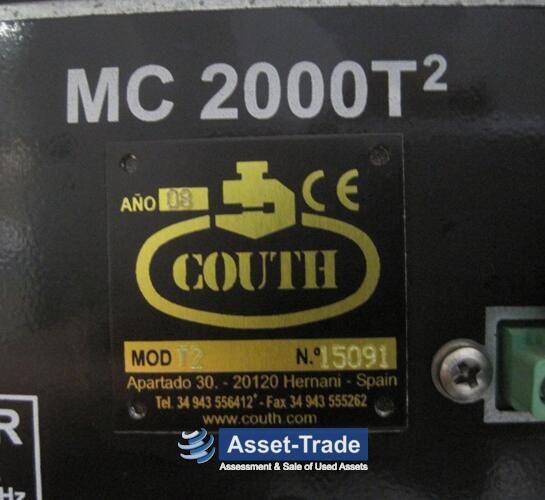 MC 2000T²
AÑO 08 CE
COUTH
MOD T2 N.º 15091
Apartado 30. - 20120 Hernani - Spain
Tel. 34 943 556412* - Fax 34 943 555262
www.couth.com
R
Hz
Asset-Trade
Assessment & Sale of Used Assets